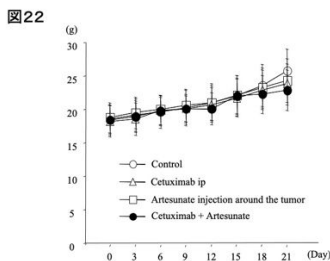 図22
(g)
30
25
20
15
10
5
0
Control
Cetuximab ip
Artesunate injection around the tumor
Cetuximab + Artesunate
0 3 6 9 12 15 18 21 (Day)